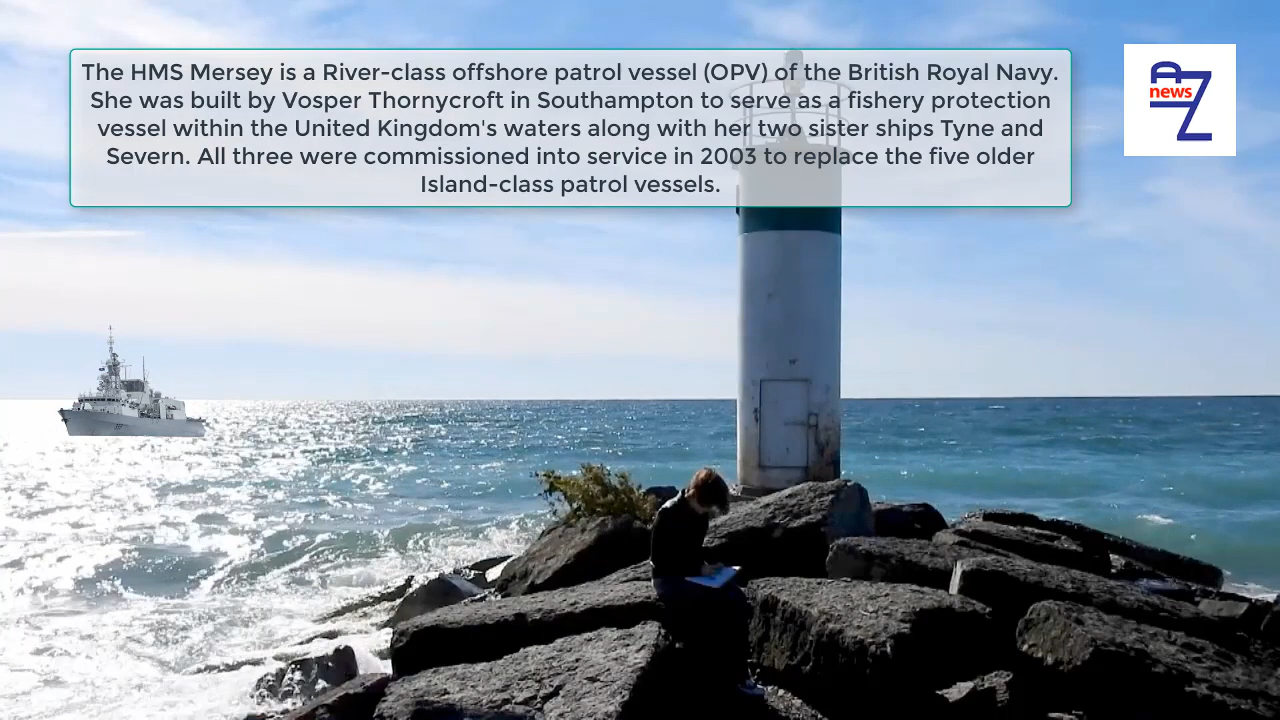 The HMS Mersey is a River-class offshore patrol vessel (OPV) of the British Royal Navy.
She was built by Vosper Thornycroft in Southampton to serve as a fishery protection
vessel within the United Kingdom's waters along with her two sister ships Tyne and
Severn. All three were commissioned into service in 2003 to replace the five older
Island-class patrol vessels.
A
news
Z